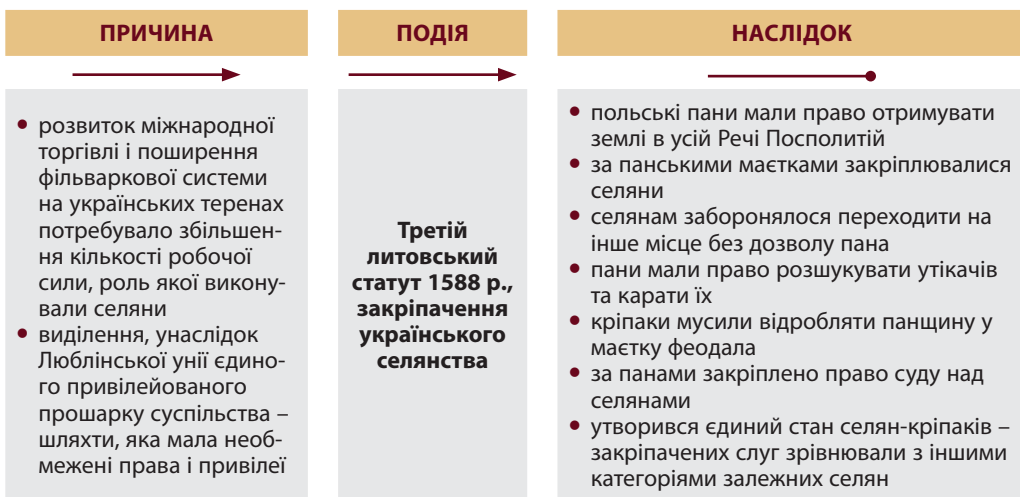 ПРИЧИНА
ПОДІЯ
НАСЛІДОК
• розвиток міжнародної
торгівлі і поширення
фільваркової системи
на українських теренах
потребувало збільшен-
ня кількості робочої
сили, роль якої викону-
вали селяни
• виділення, унаслідок
Люблінської унії єдино-
го привілейованого
прошарку суспільства –
шляхти, яка мала необ-
межені права і привілеї
Третій
литовський
статут 1588 р.,
закріпачення
українського
селянства
• польські пани мали право отримувати
землі в усій Речі Посполитій
• за панськими маєтками закріплювалися
селяни
• селянам заборонялося переходити на
інше місце без дозволу пана
• пани мали право розшукувати утікачів
та карати їх
• кріпаки мусили відробляти панщину у
маєтку феодала
• за панами закріплено право суду над
селянами
• утворився єдиний стан селян-кріпаків –
закріпачених слуг зрівнювали з іншими
категоріями залежних селян